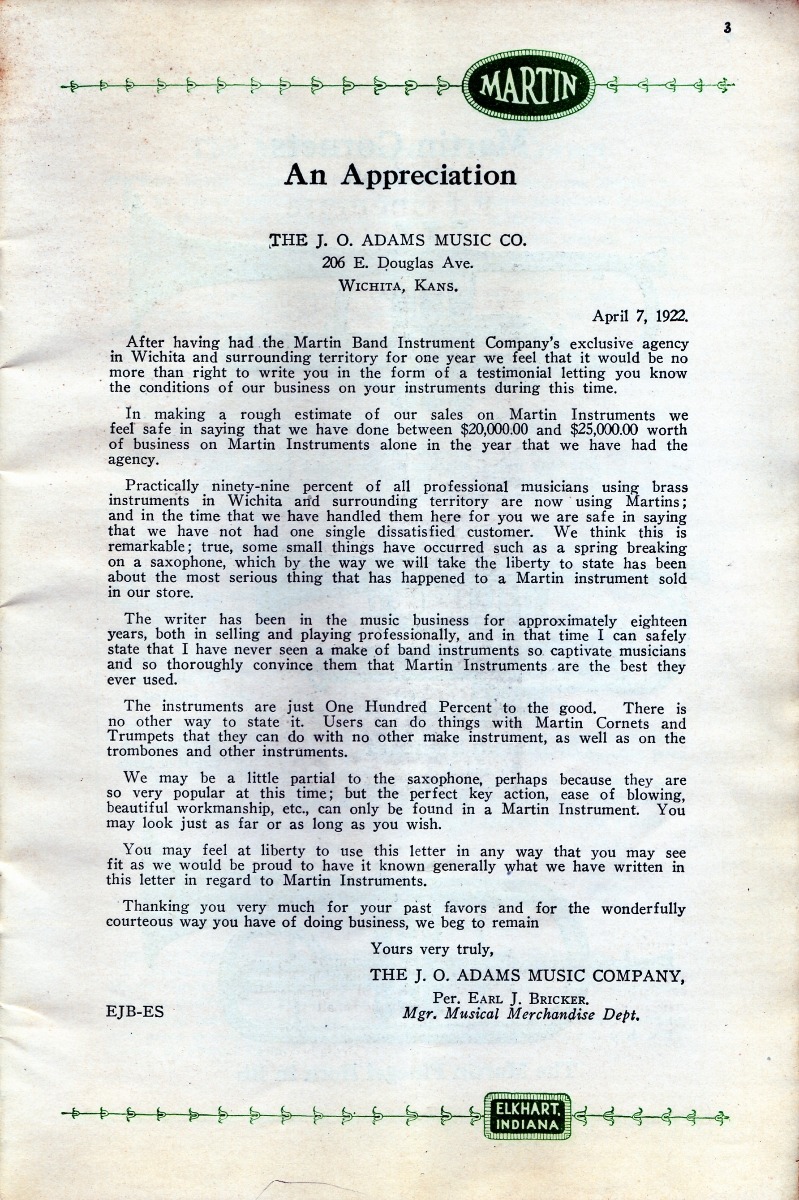 3
MARTIN
An Appreciation
THE J. O. ADAMS MUSIC CO.
206 E. Douglas Ave.
WICHITA, KANS.
April 7, 1922.
After having had the Martin Band Instrument Company's exclusive agency
in Wichita and surrounding territory for one year we feel that it would be no
more than right to write you in the form of a testimonial letting you know
the conditions of our business on your instruments during this time.
In making a rough estimate of our sales on Martin Instruments we
feel safe in saying that we have done between $20,000.00 and $25,000.00 worth
of business on Martin Instruments alone in the year that we have had the
agency.
Practically ninety-nine percent of all professional musicians using brass
instruments in Wichita and surrounding territory are now using Martins;
and in the time that we have handled them here for you we are safe in saying
that we have not had one single dissatisfied customer. We think this is
remarkable; true, some small things have occurred such as a spring breaking
on a saxophone, which by the way we will take the liberty to state has been
about the most serious thing that has happened to a Martin instrument sold
in our store.
The writer has been in the music business for approximately eighteen
years, both in selling and playing professionally, and in that time I can safely
state that I have never seen a make of band instruments so captivate musicians
and so thoroughly convince them that Martin Instruments are the best they
ever used.
The instruments are just One Hundred Percent to the good. There is
no other way to state it. Users can do things with Martin Cornets and
Trumpets that they can do with no other make instrument, as well as on the
trombones and other instruments.
We may be a little partial to the saxophone, perhaps because they are
so very popular at this time; but the perfect key action, ease of blowing,
beautiful workmanship, etc., can only be found in a Martin Instrument. You
may look just as far or as long as you wish.
You may feel at liberty to use this letter in any way that you may see
fit as we would be proud to have it known generally what we have written in
this letter in regard to Martin Instruments.
Thanking you very much for your past favors and for the wonderfully
courteous way you have of doing business, we beg to remain
Yours very truly,
THE J. O. ADAMS MUSIC COMPANY,
Per. EARL J. BRICKER.
EJB-ES Mgr. Musical Merchandise Dept.
ELKHART,
INDIANA